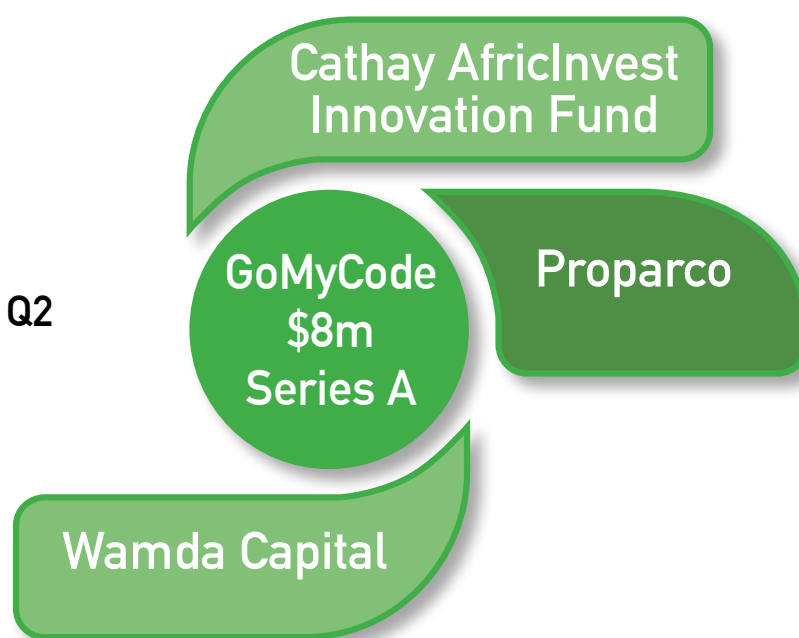 Cathay AfricInvest
Innovation Fund
GoMyCode
$8m
Series A
Proparco
Q2
Wamda Capital